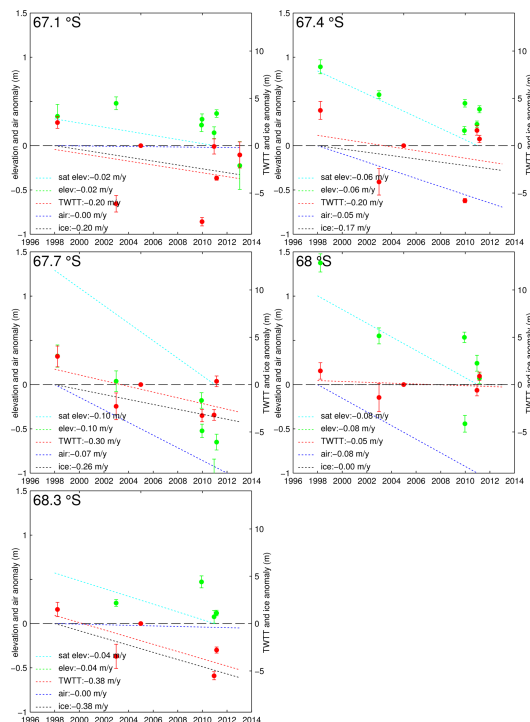 67.1 °S
1.5
1
0.5
0
−0.5
−1
10
5
0
−5
elevation and air anomaly (m)
TWTT and ice anomaly (m)
sat elev:−0.02 m/y
elev:−0.02 m/y
TWTT:−0.20 m/y
air:−0.00 m/y
ice:−0.20 m/y
1996 1998 2000 2002 2004 2006 2008 2010 2012 2014
67.4 °S
1.5
1
0.5
0
−0.5
−1
10
5
0
−5
elevation and air anomaly (m)
TWTT and ice anomaly (m)
sat elev:−0.06 m/y
elev:−0.06 m/y
TWTT:−0.20 m/y
air:−0.05 m/y
ice:−0.17 m/y
1996 1998 2000 2002 2004 2006 2008 2010 2012 2014
67.7 °S
1.5
1
0.5
0
−0.5
−1
10
5
0
−5
elevation and air anomaly (m)
TWTT and ice anomaly (m)
sat elev:−0.10 m/y
elev:−0.10 m/y
TWTT:−0.30 m/y
air:−0.07 m/y
ice:−0.26 m/y
1996 1998 2000 2002 2004 2006 2008 2010 2012 2014
68 °S
1.5
1
0.5
0
−0.5
−1
10
5
0
−5
elevation and air anomaly (m)
TWTT and ice anomaly (m)
sat elev:−0.08 m/y
elev:−0.08 m/y
TWTT:−0.05 m/y
air:−0.08 m/y
ice:−0.00 m/y
1996 1998 2000 2002 2004 2006 2008 2010 2012 2014
68.3 °S
1.5
1
0.5
0
−0.5
−1
10
5
0
−5
elevation and air anomaly (m)
TWTT and ice anomaly (m)
sat elev:−0.04 m/y
elev:−0.04 m/y
TWTT:−0.38 m/y
air:−0.00 m/y
ice:−0.38 m/y
1996 1998 2000 2002 2004 2006 2008 2010 2012 2014